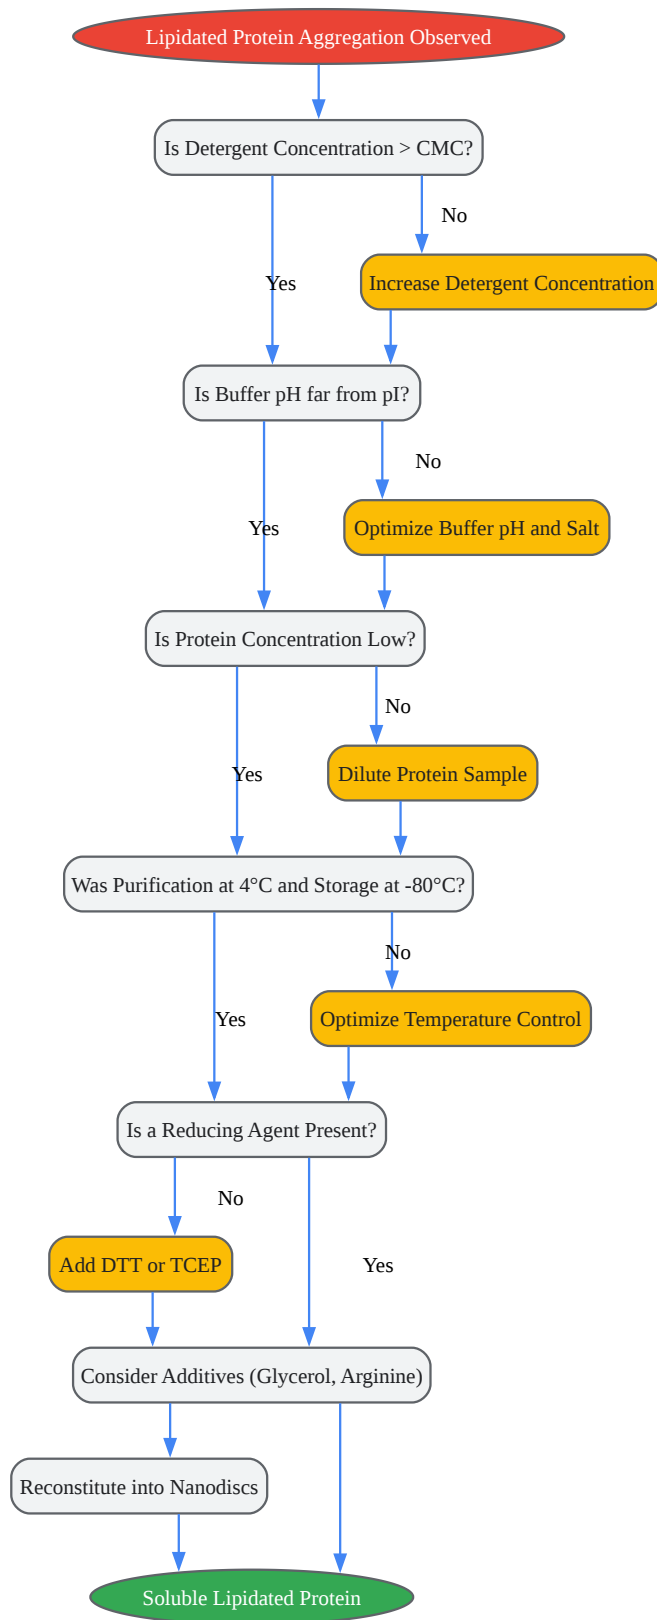 Lipidated Protein Aggregation Observed
Is Detergent Concentration > CMC?
No
Yes
Increase Detergent Concentration
Is Buffer pH far from pI?
No
Yes
Optimize Buffer pH and Salt
Is Protein Concentration Low?
No
Yes
Dilute Protein Sample
Was Purification at 4°C and Storage at -80°C?
No
Yes
Optimize Temperature Control
Is a Reducing Agent Present?
No
Add DTT or TCEP
Yes
Consider Additives (Glycerol, Arginine)
Reconstitute into Nanodiscs
Soluble Lipidated Protein